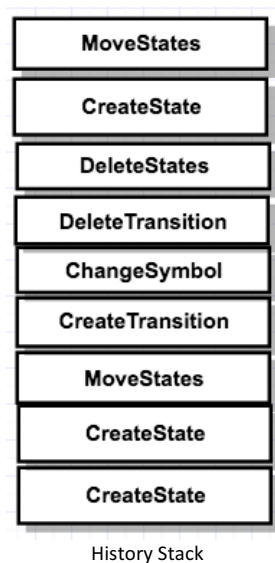 MoveStates
CreateState
DeleteStates
DeleteTransition
ChangeSymbol
CreateTransition
MoveStates
CreateState
CreateState
History Stack